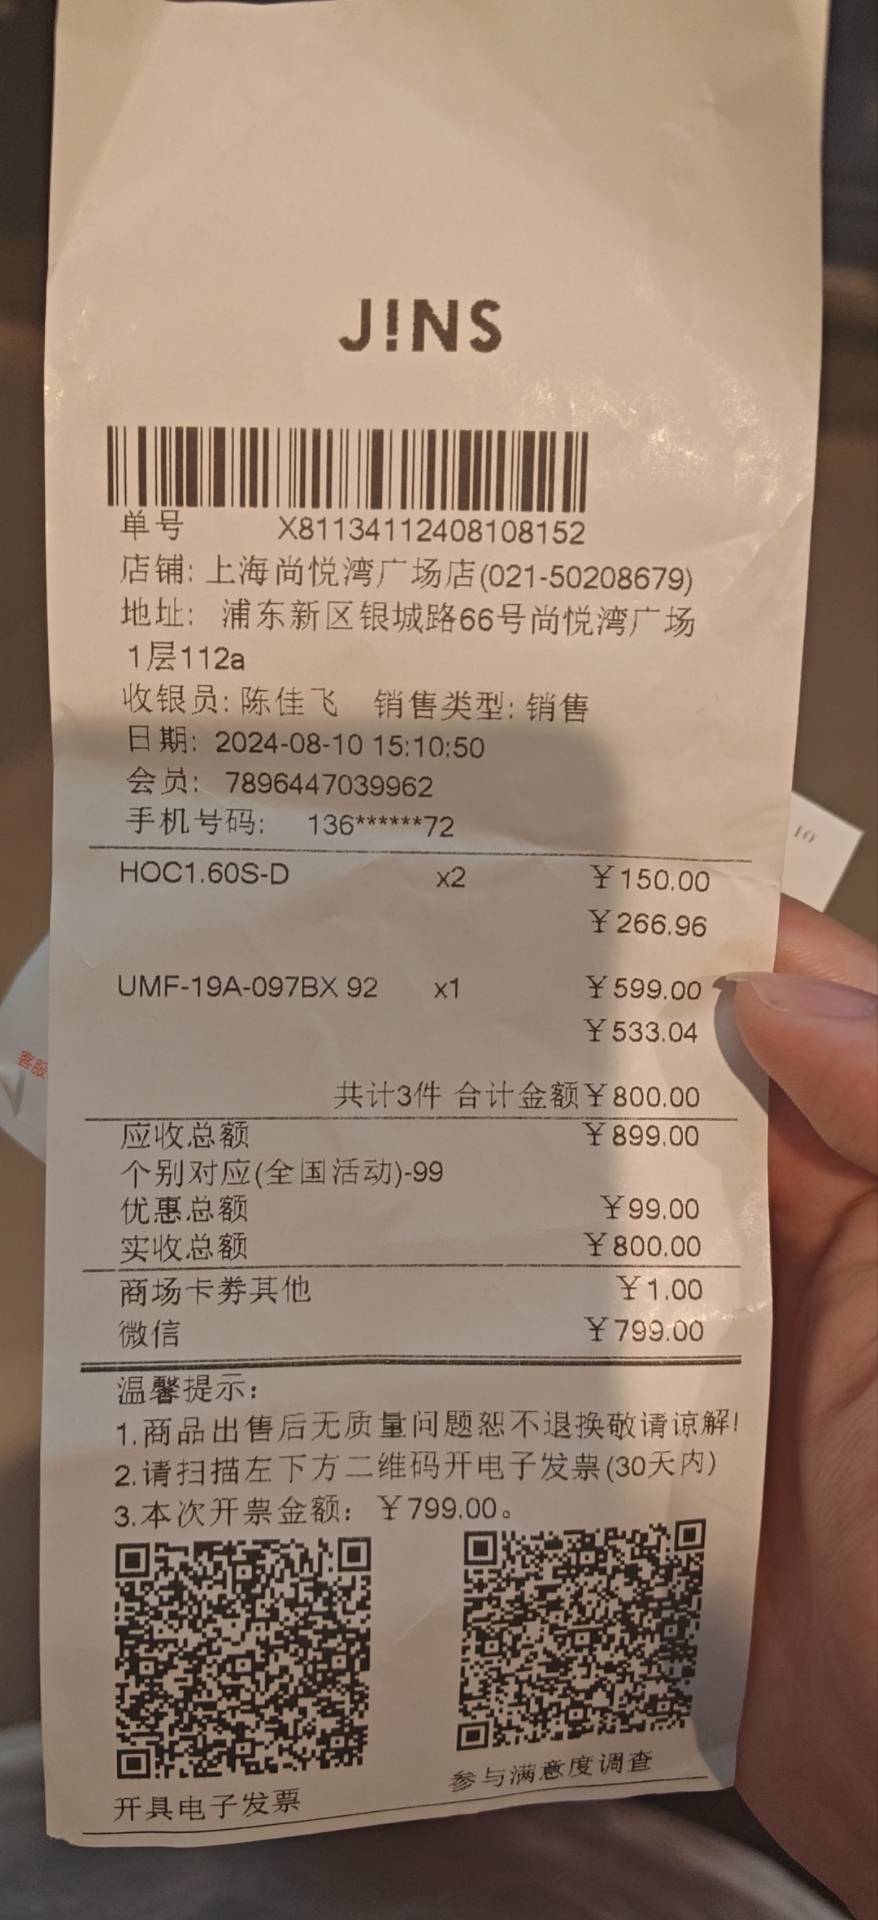 J!NS
单号 X81134112408108152
店铺: 上海尚悦湾广场店(021-50208679)
地址: 浦东新区银城路66号尚悦湾广场
1层112a
收银员: 陈佳飞 销售类型: 销售
日期: 2024-08-10 15:10:50
会员: 7896447039962
手机号码: 136******72
HOC1.60S-D x2 ¥150.00
¥266.96
UMF-19A-097BX 92 x1 ¥599.00
¥533.04
共计3件 合计金额¥800.00
应收总额 ¥899.00
个别对应(全国活动)-99
优惠总额 ¥99.00
实收总额 ¥800.00
商场卡券其他 ¥1.00
微信 ¥799.00
温馨提示:
1.商品出售后无质量问题恕不退换敬请谅解!
2.请扫描左下方二维码开电子发票(30天内)
3.本次开票金额: ¥799.00。
开具电子发票 参与满意度调查
客服
10